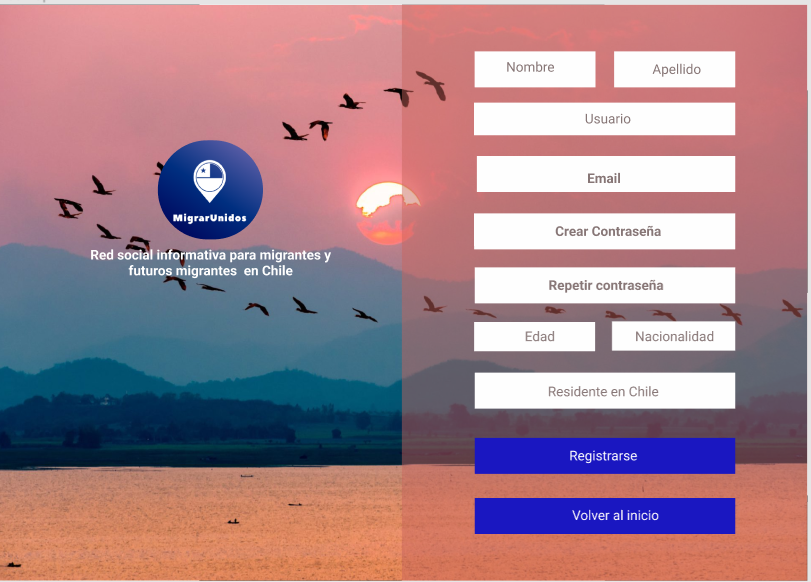 MigrarUnidos
Red social informativa para migrantes y
futuros migrantes en Chile
Nombre
Apellido
Usuario
Email
Crear Contraseña
Repetir contraseña
Edad
Nacionalidad
Residente en Chile
Registrarse
Volver al inicio